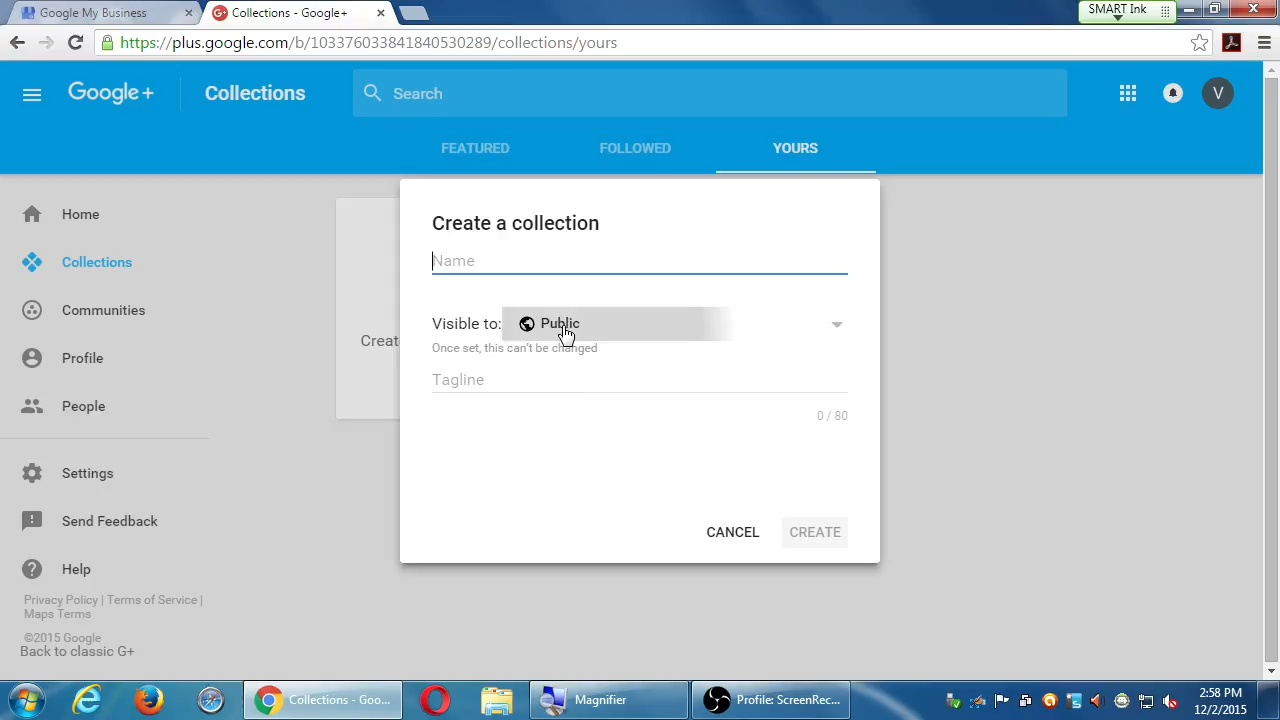 Google My Business
Collections - Google+
SMART Ink
https://plus.google.com/b/103376033841840530289/collections/yours
Google+
Collections
Search
V
FEATURED
FOLLOWED
YOURS
Home
Collections
Communities
Profile
People
Settings
Send Feedback
Help
Privacy Policy | Terms of Service |
Maps Terms
©2015 Google
Back to classic G+
Creat
Create a collection
Name
Visible to: Public
Once set, this can't be changed
Tagline
0 / 80
CANCEL
CREATE
Collections - Goo...
Magnifier
Profile: ScreenRec...
2:58 PM
12/2/2015